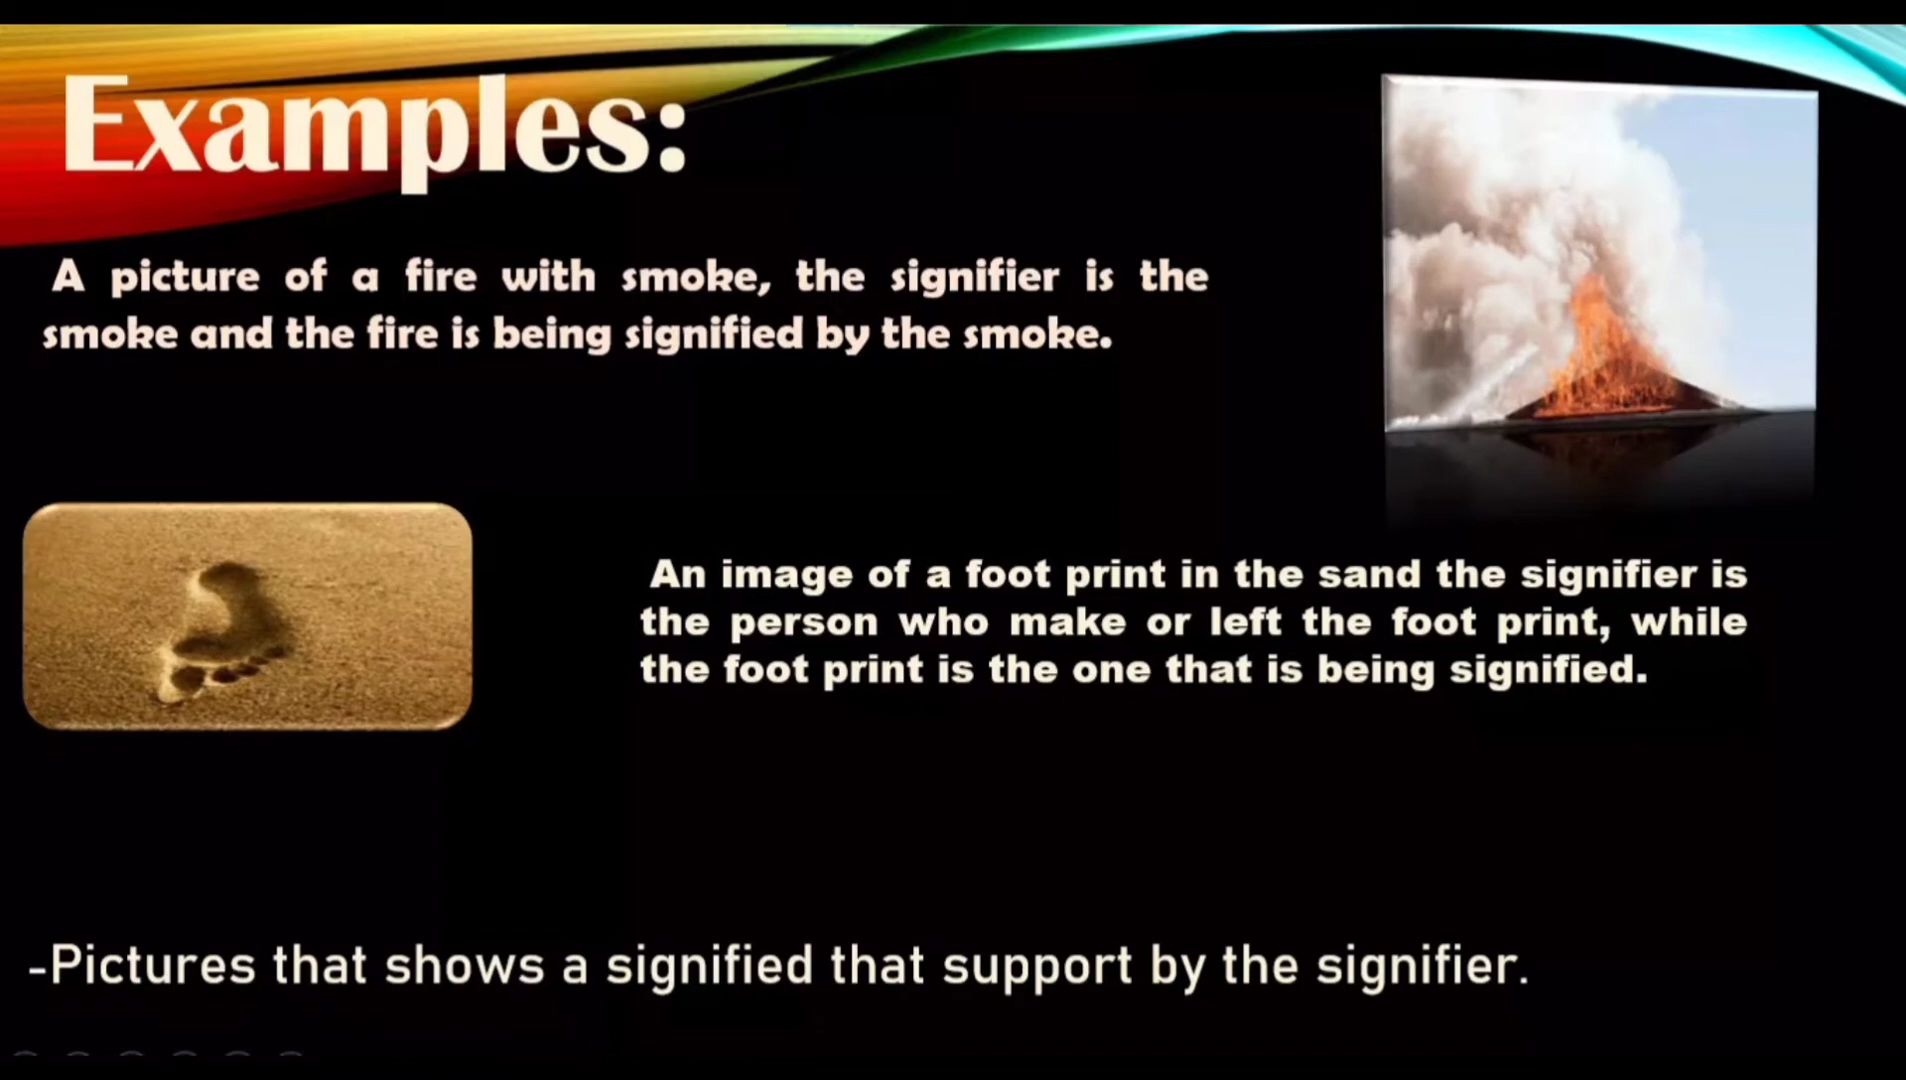 Examples:
A picture of a fire with smoke, the signifier is the
smoke and the fire is being signified by the smoke.
An image of a foot print in the sand the signifier is
the person who make or left the foot print, while
the foot print is the one that is being signified.
-Pictures that shows a signified that support by the signifier.